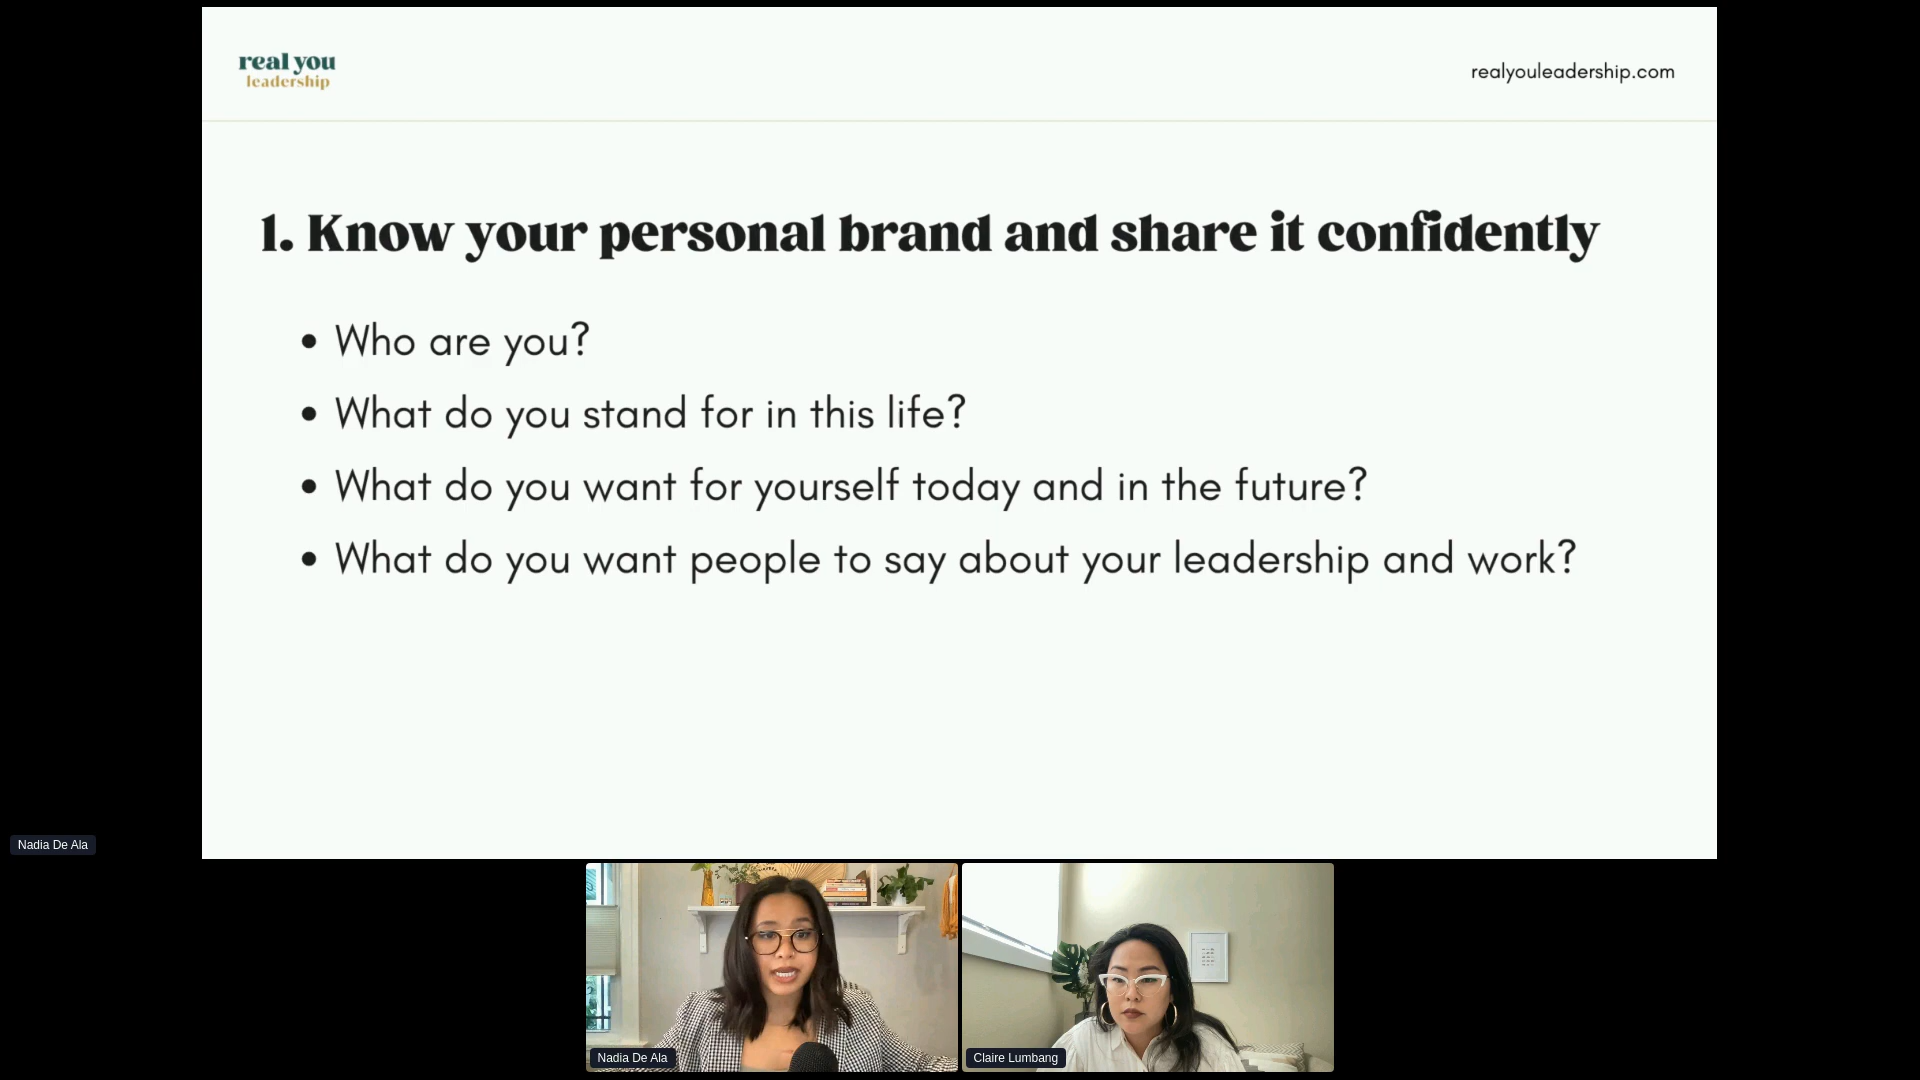 real you
leadership
realyouleadership.com
1. Know your personal brand and share it confidently
• Who are you?
• What do you stand for in this life?
• What do you want for yourself today and in the future?
• What do you want people to say about your leadership and work?
Nadia De Ala
Nadia De Ala
Claire Lumbang